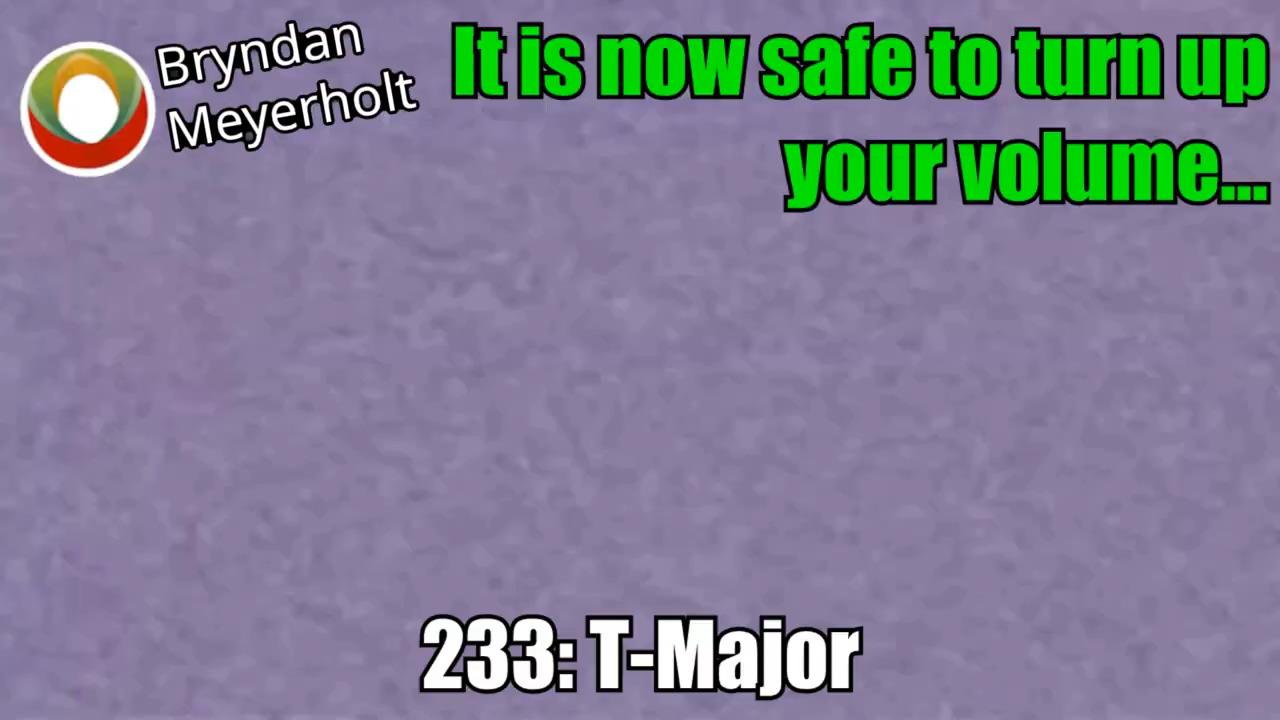 Bryndan
Meyerholt
It is now safe to turn up
your volume...
233: T-Major